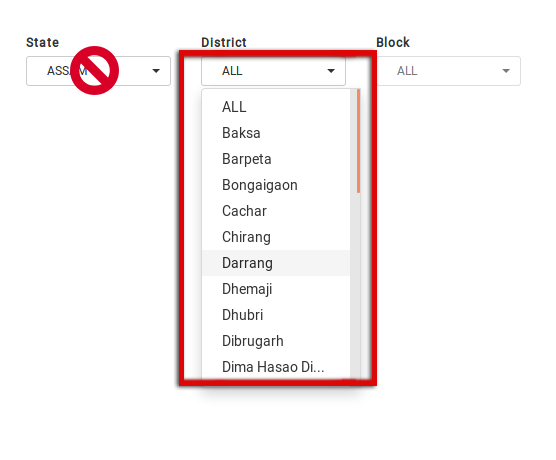 State District Block
ASSAM ALL ALL
ALL
Baksa
Barpeta
Bongaigaon
Cachar
Chirang
Darrang
Dhemaji
Dhubri
Dibrugarh
Dima Hasao Di...